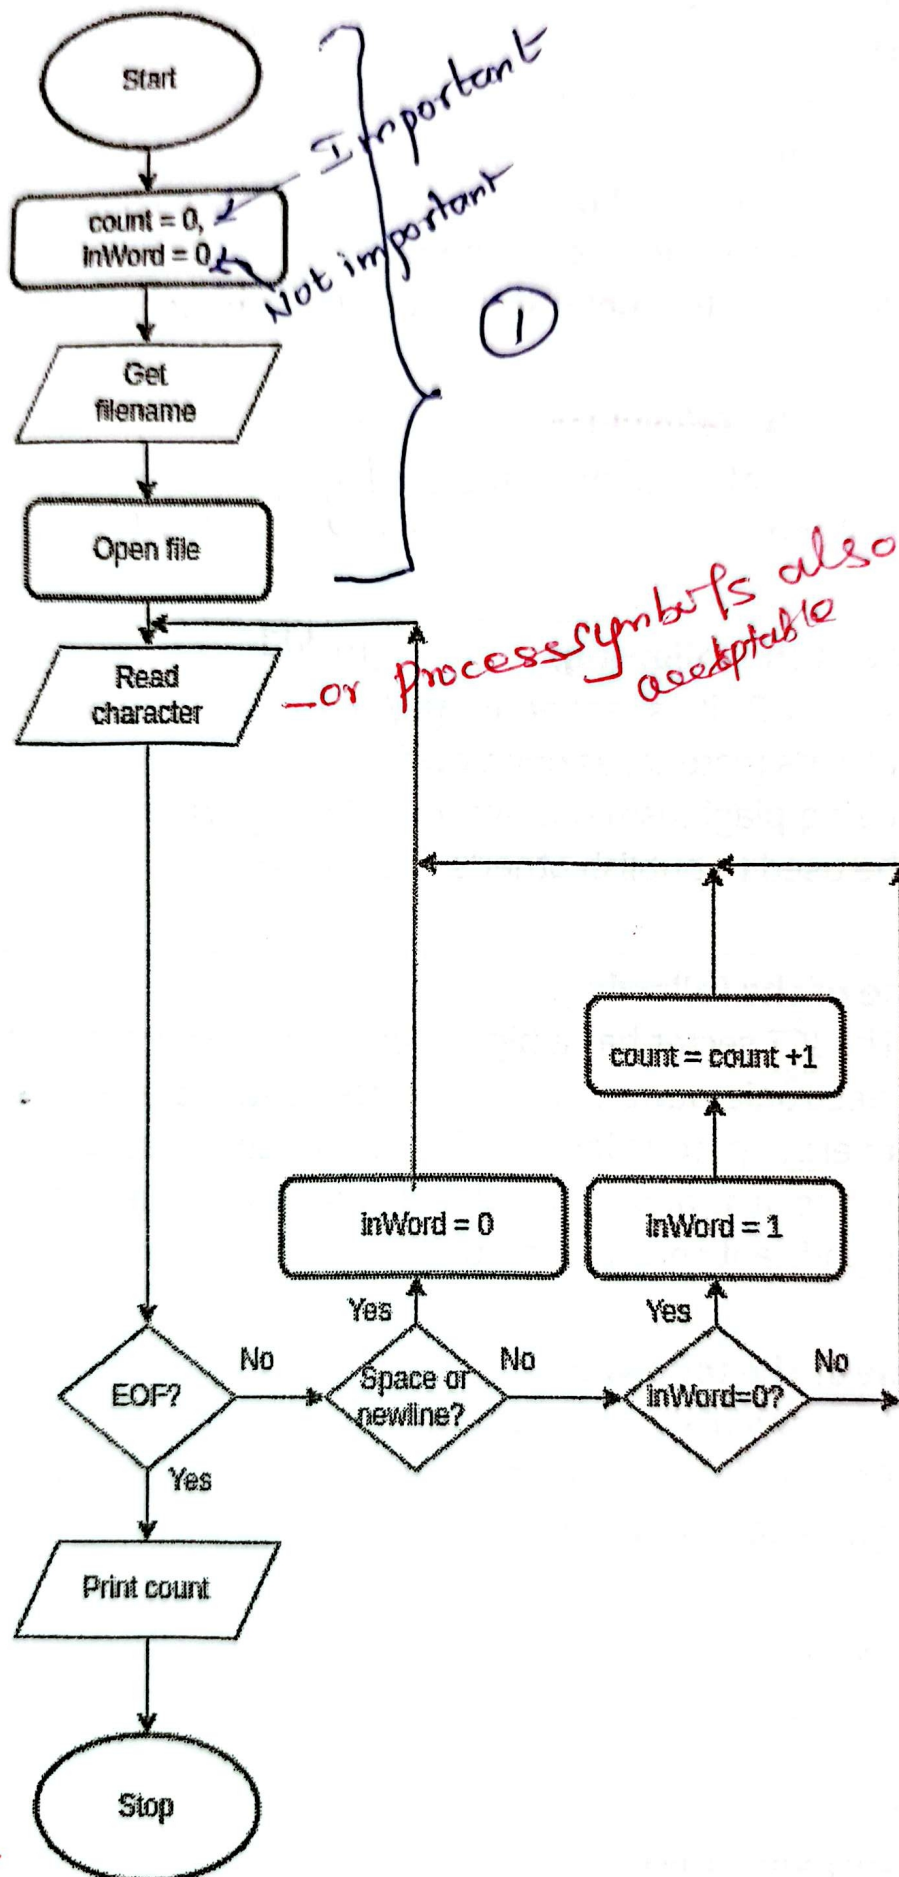 Start
Important
count = 0,
inWord = 0
Not important
1
Get
filename
Open file
or process symbol is also
acceptable
Read
character
count = count +1
inWord = 0
inWord = 1
Yes
Yes
No
No
No
EOF?
Space or
newline?
inWord=0?
Yes
Print count
Stop